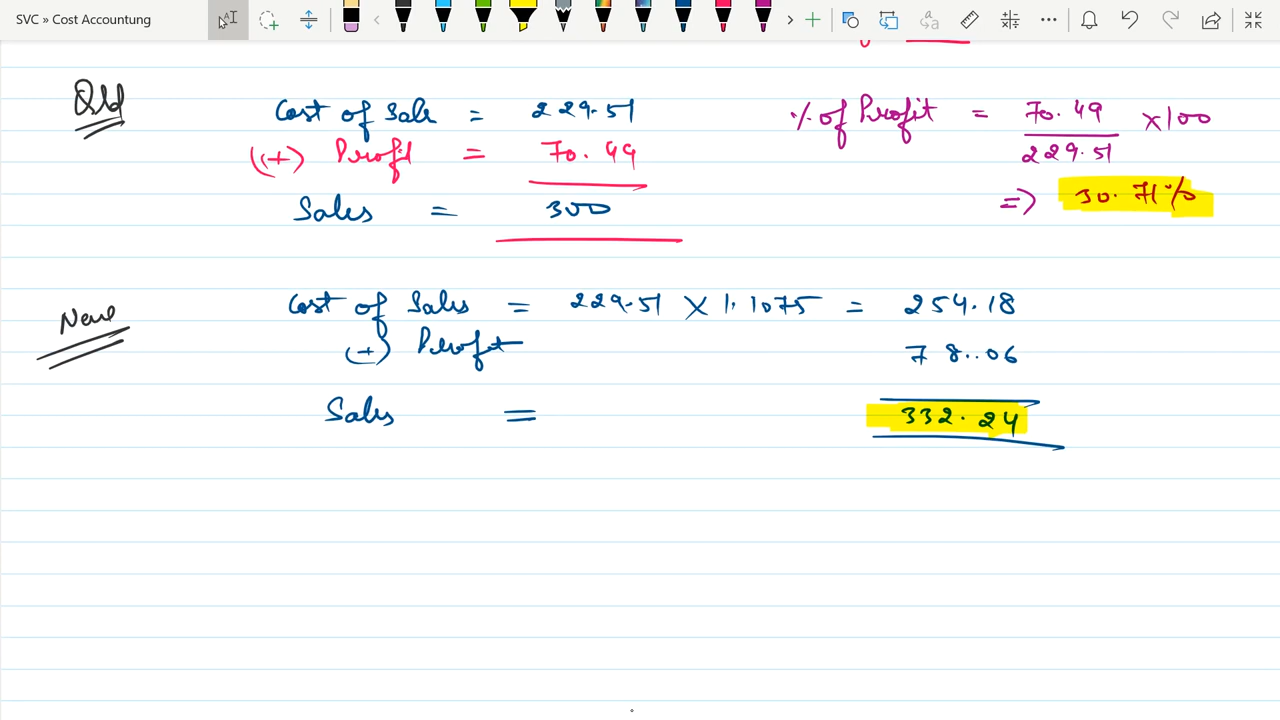 SVC » Cost Accountung
Old
Cost of Sale = 229.51
(+) Profit = 70.49
Sales = 300
% of Profit = 70.49 / 229.51 × 100
=> 30.71%
New
Cost of Sales = 229.51 × 1.1075 = 254.18
(+) Profit 78..06
Sales = 332.24